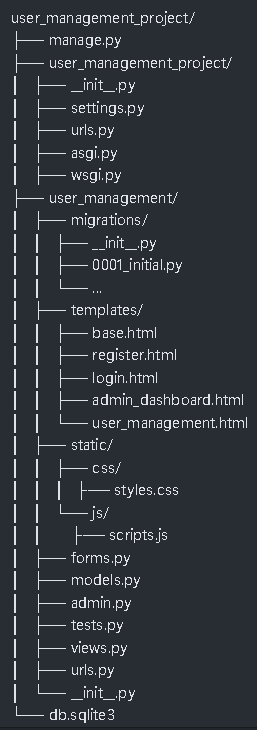 user_management_project/
├── manage.py
├── user_management_project/
│   ├── __init__.py
│   ├── settings.py
│   ├── urls.py
│   ├── asgi.py
│   ├── wsgi.py
├── user_management/
│   ├── migrations/
│   │   ├── __init__.py
│   │   ├── 0001_initial.py
│   │   └── ...
│   ├── templates/
│   │   ├── base.html
│   │   ├── register.html
│   │   ├── login.html
│   │   ├── admin_dashboard.html
│   │   └── user_management.html
│   ├── static/
│   │   ├── css/
│   │   │   ├── styles.css
│   │   └── js/
│   │       ├── scripts.js
│   ├── forms.py
│   ├── models.py
│   ├── admin.py
│   ├── tests.py
│   ├── views.py
│   ├── urls.py
│   └── __init__.py
└── db.sqlite3